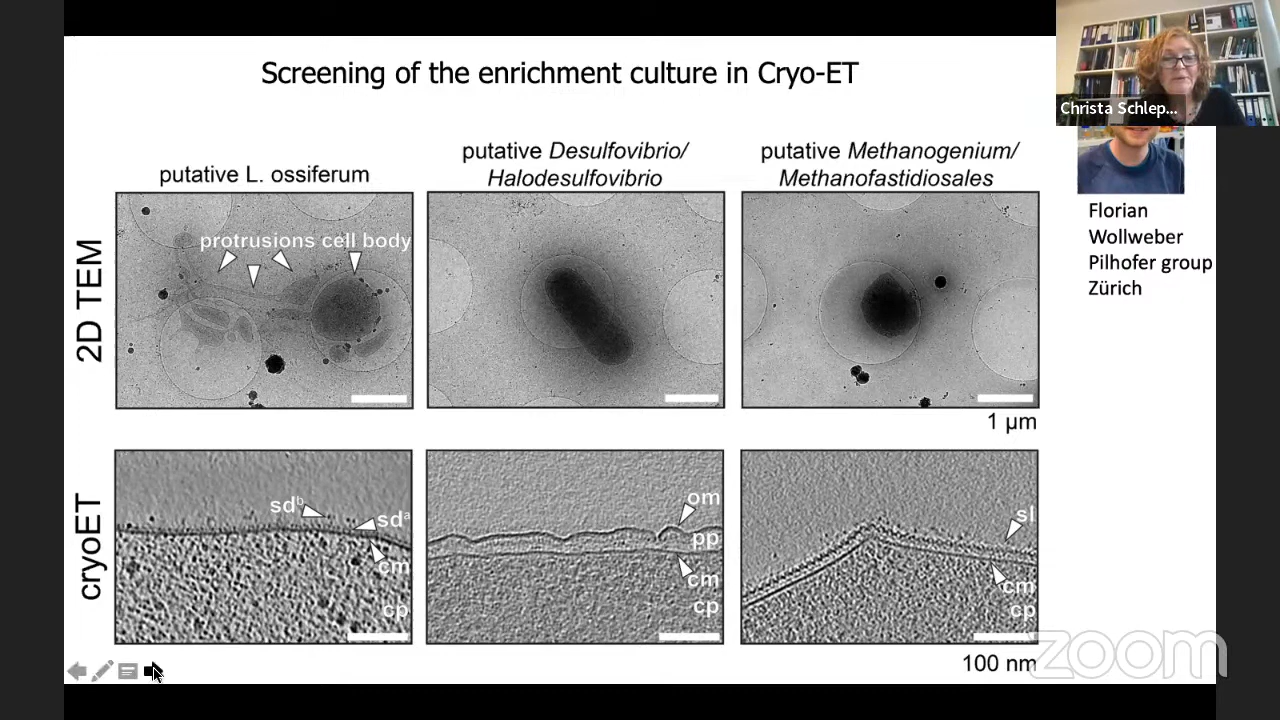 Screening of the enrichment culture in Cryo-ET
Christa Schlep...
putative L. ossiferum
putative Desulfovibrio/
Halodesulfovibrio
putative Methanogenium/
Methanofastidiosales
Florian
Wollweber
Pilhofer group
Zürich
2D TEM
protrusions cell body
1 µm
cryoET
sdᵇ
sdᵃ
cm
cp
om
pp
cm
cp
sl
cm
cp
100 nm
zoom